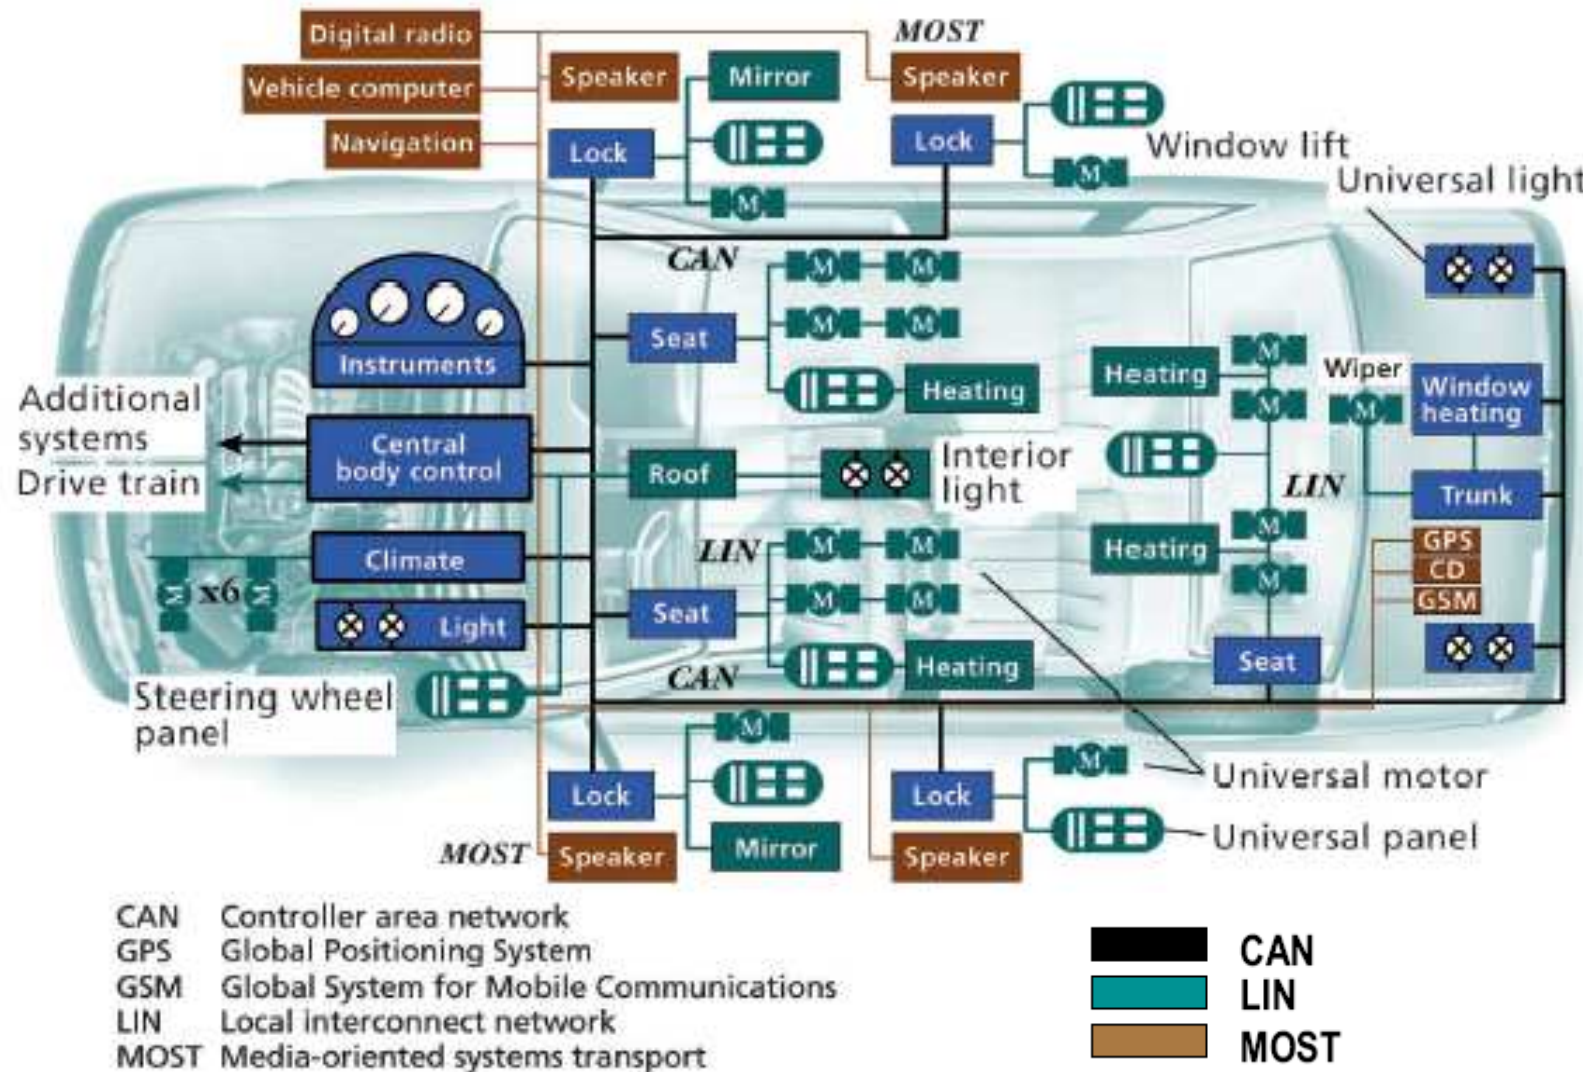 Digital radio
MOST
Vehicle computer
Speaker
Mirror
Speaker
Navigation
Lock
Lock
Window lift
Universal light
CAN
M
M
M
M
M
M
Instruments
Seat
Heating
Heating
M
M
Wiper
M
Window
heating
Additional
systems
Drive train
Central
body control
Roof
Interior
light
LIN
Trunk
Climate
LIN
M
M
Heating
M
M
GPS
CD
GSM
M
x6
M
Light
Seat
M
M
Heating
Seat
CAN
Steering wheel
panel
M
M
Lock
Lock
Universal motor
MOST
Speaker
Mirror
Speaker
Universal panel
CAN Controller area network
GPS Global Positioning System
GSM Global System for Mobile Communications
LIN Local interconnect network
MOST Media-oriented systems transport
CAN
LIN
MOST